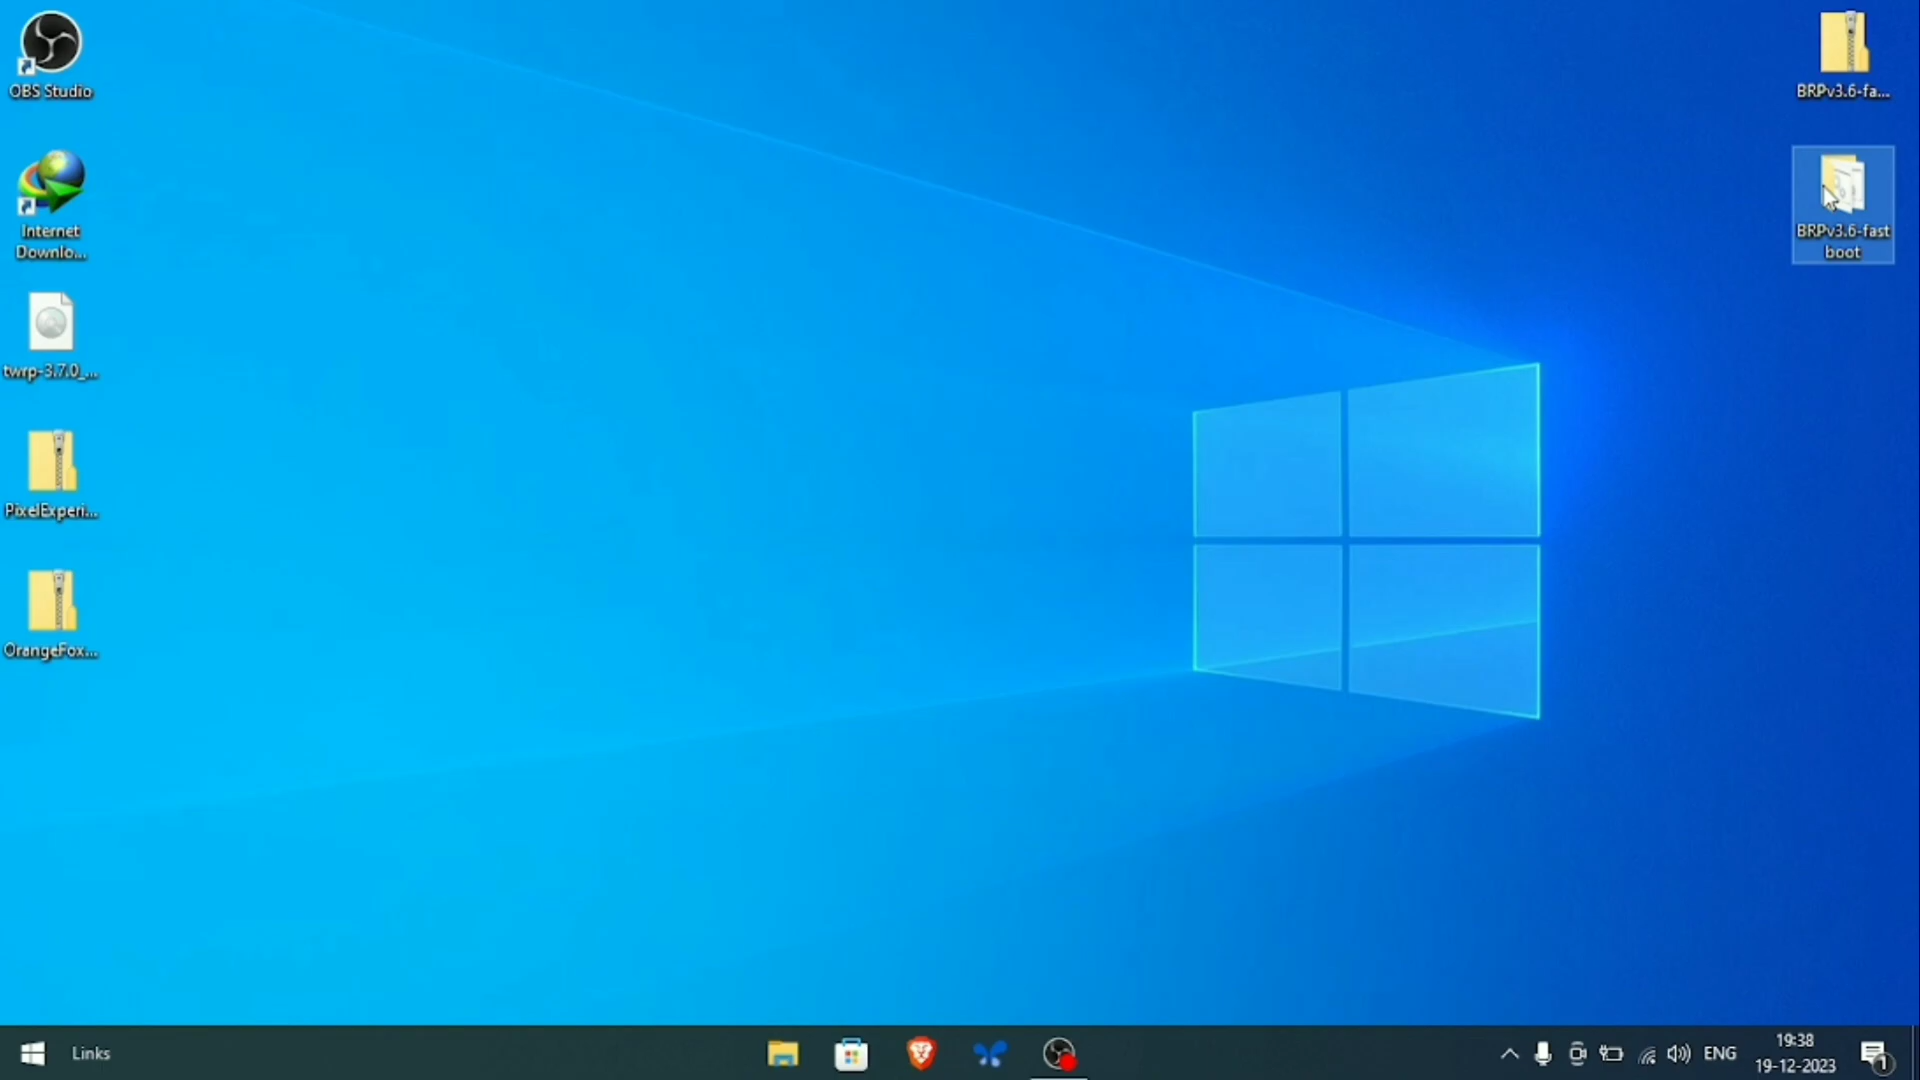 OBS Studio
Internet
Downlo...
twrp-3.7.0_...
PixelExperi...
OrangeFox...
BRPv3.6-fa...
BRPv3.6-fast
boot
Links
ENG
19:38
19-12-2023
1